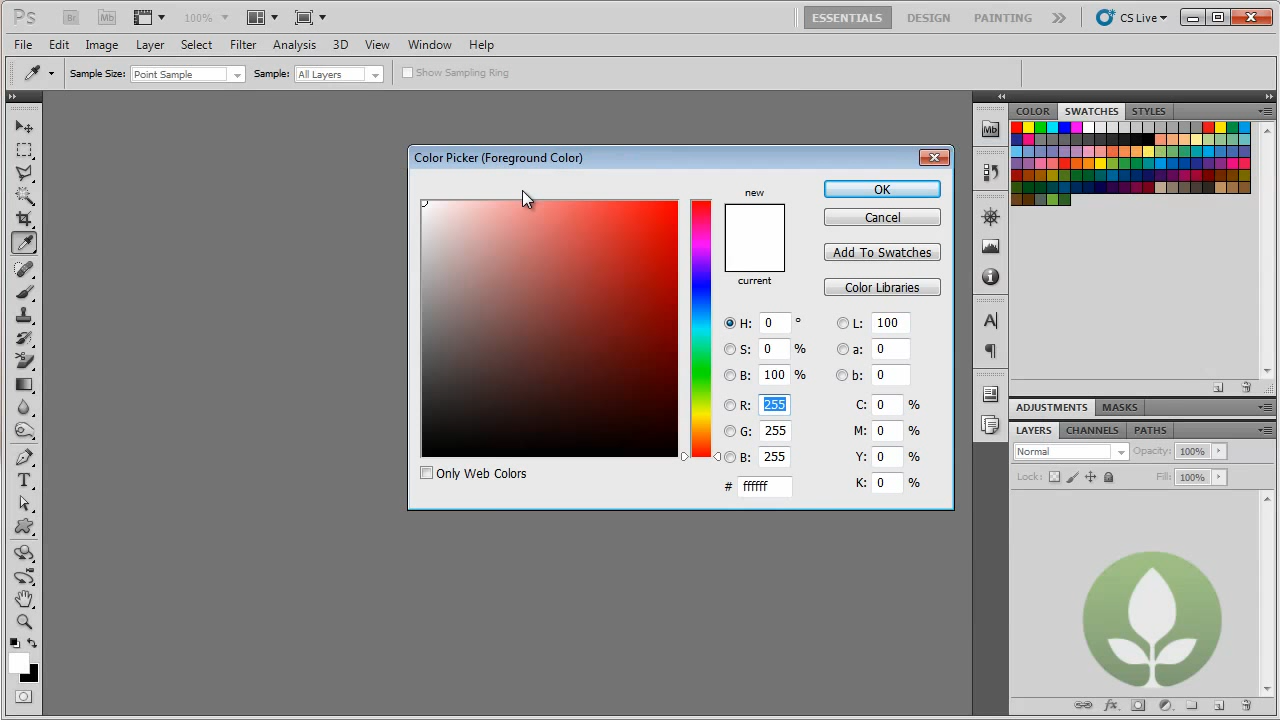 Ps Br Mb 100% ESSENTIALS DESIGN PAINTING CS Live
File Edit Image Layer Select Filter Analysis 3D View Window Help
Sample Size: Point Sample Sample: All Layers Show Sampling Ring
COLOR SWATCHES STYLES
Mb
Color Picker (Foreground Color)
new
OK
Cancel
current
Add To Swatches
Color Libraries
H: 0 ° L: 100
S: 0 % a: 0
B: 100 % b: 0
R: 255 C: 0 %
G: 255 M: 0 %
B: 255 Y: 0 %
# ffffff K: 0 %
Only Web Colors
ADJUSTMENTS MASKS
LAYERS CHANNELS PATHS
Normal Opacity: 100%
Lock: Fill: 100%